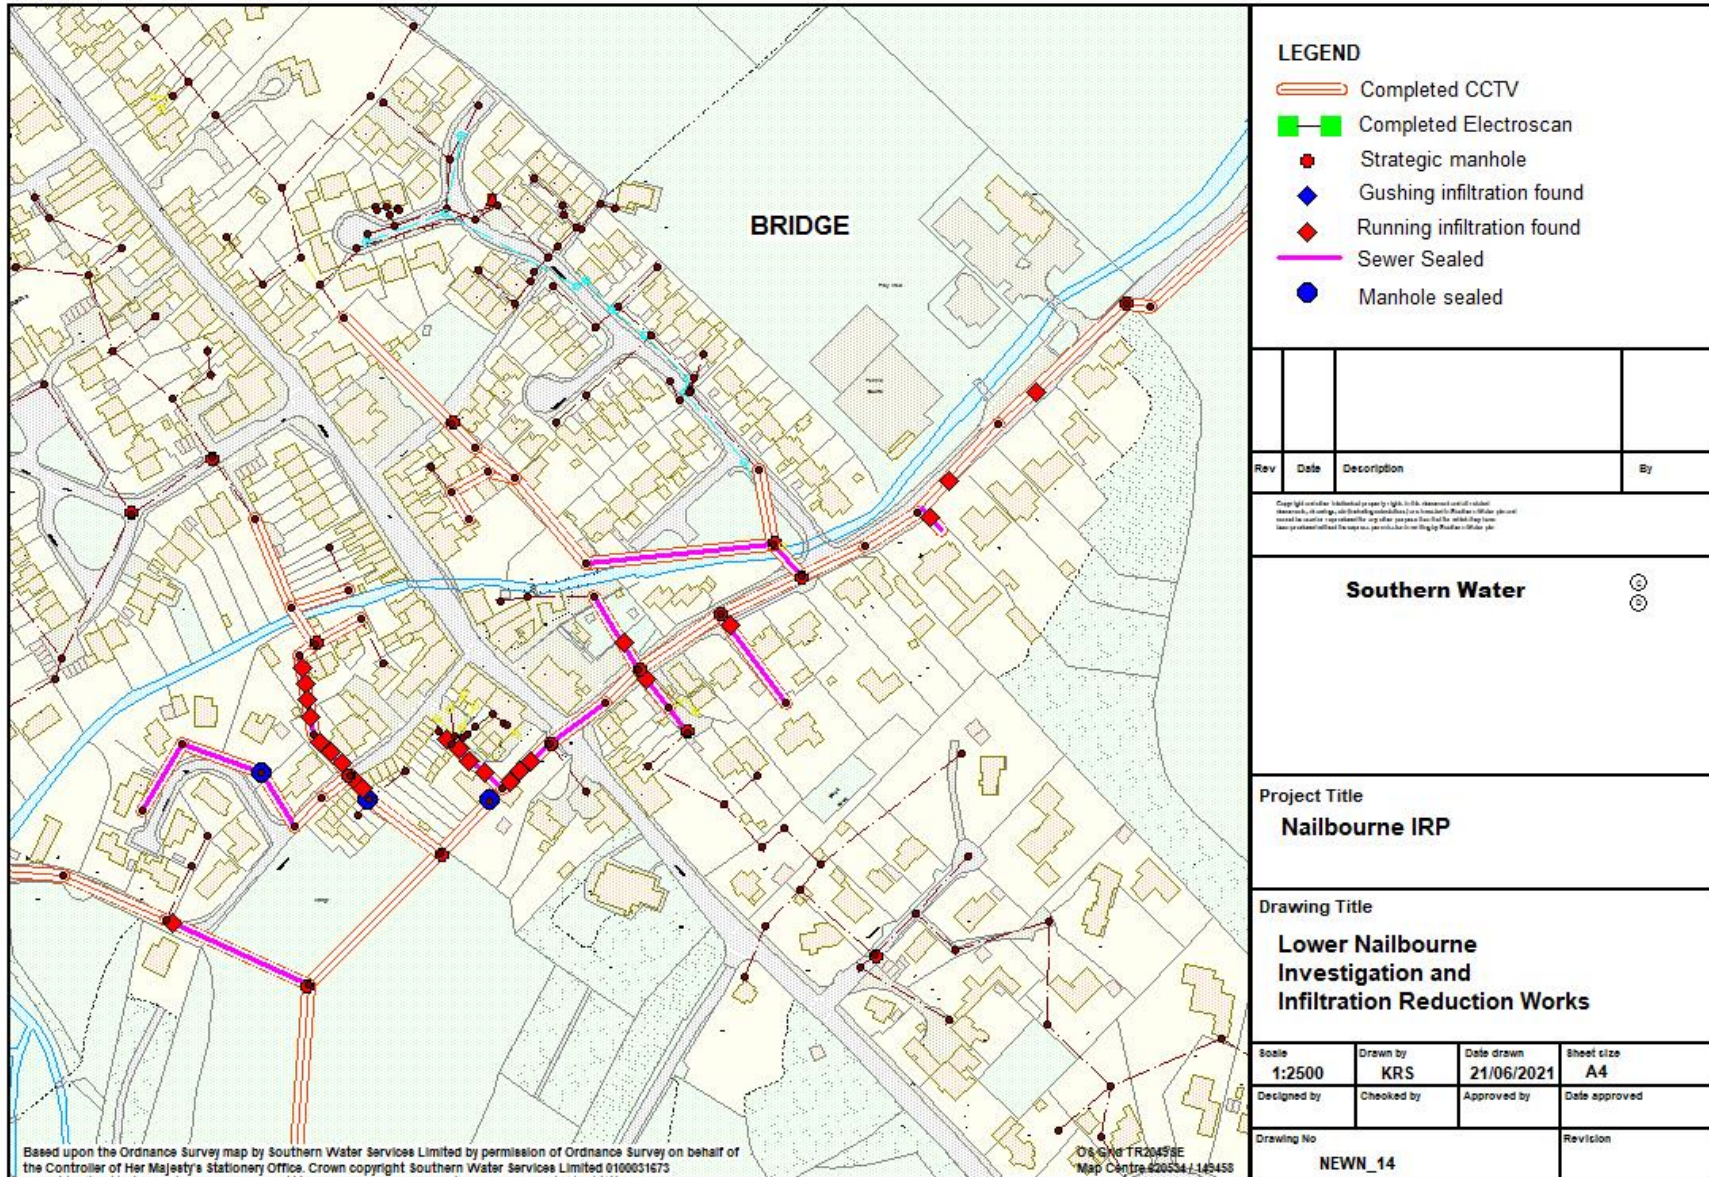 BRIDGE
LEGEND
Completed CCTV
Completed Electroscan
Strategic manhole
Gushing infiltration found
Running infiltration found
Sewer Sealed
Manhole sealed
Rev Date Description By
Southern Water
Project Title
Nailbourne IRP
Drawing Title
Lower Nailbourne
Investigation and
Infiltration Reduction Works
Scale Drawn by Date drawn Sheet size
1:2500 KRS 21/06/2021 A4
Designed by Checked by Approved by Date approved
Drawing No Revision
NEWN_14
Based upon the Ordnance Survey map by Southern Water Services Limited by permission of Ordnance Survey on behalf of
the Controller of Her Majesty's Stationery Office. Crown copyright Southern Water Services Limited 0100031673
OS Grid
Map Centre